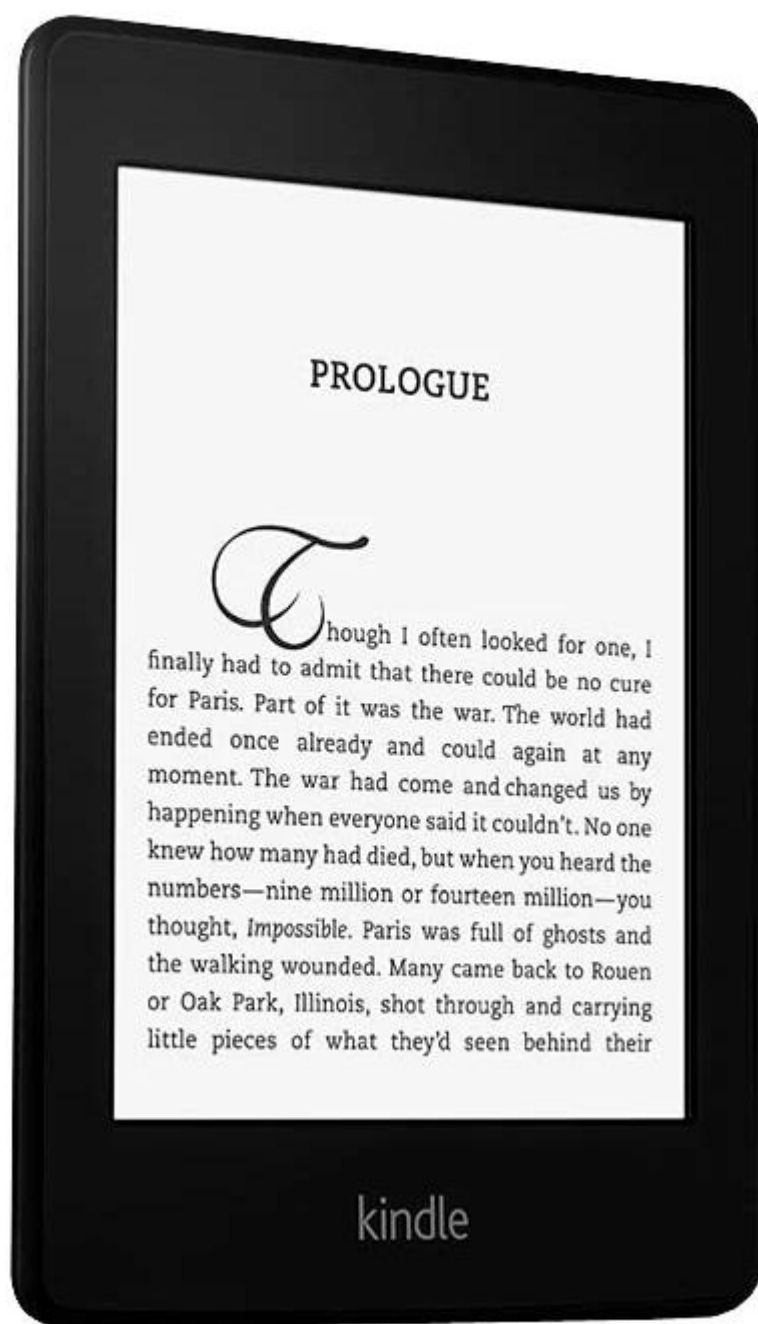 PROLOGUE
Though I often looked for one, I
finally had to admit that there could be no cure
for Paris. Part of it was the war. The world had
ended once already and could again at any
moment. The war had come and changed us by
happening when everyone said it couldn't. No one
knew how many had died, but when you heard the
numbers—nine million or fourteen million—you
thought, Impossible. Paris was full of ghosts and
the walking wounded. Many came back to Rouen
or Oak Park, Illinois, shot through and carrying
little pieces of what they'd seen behind their
kindle